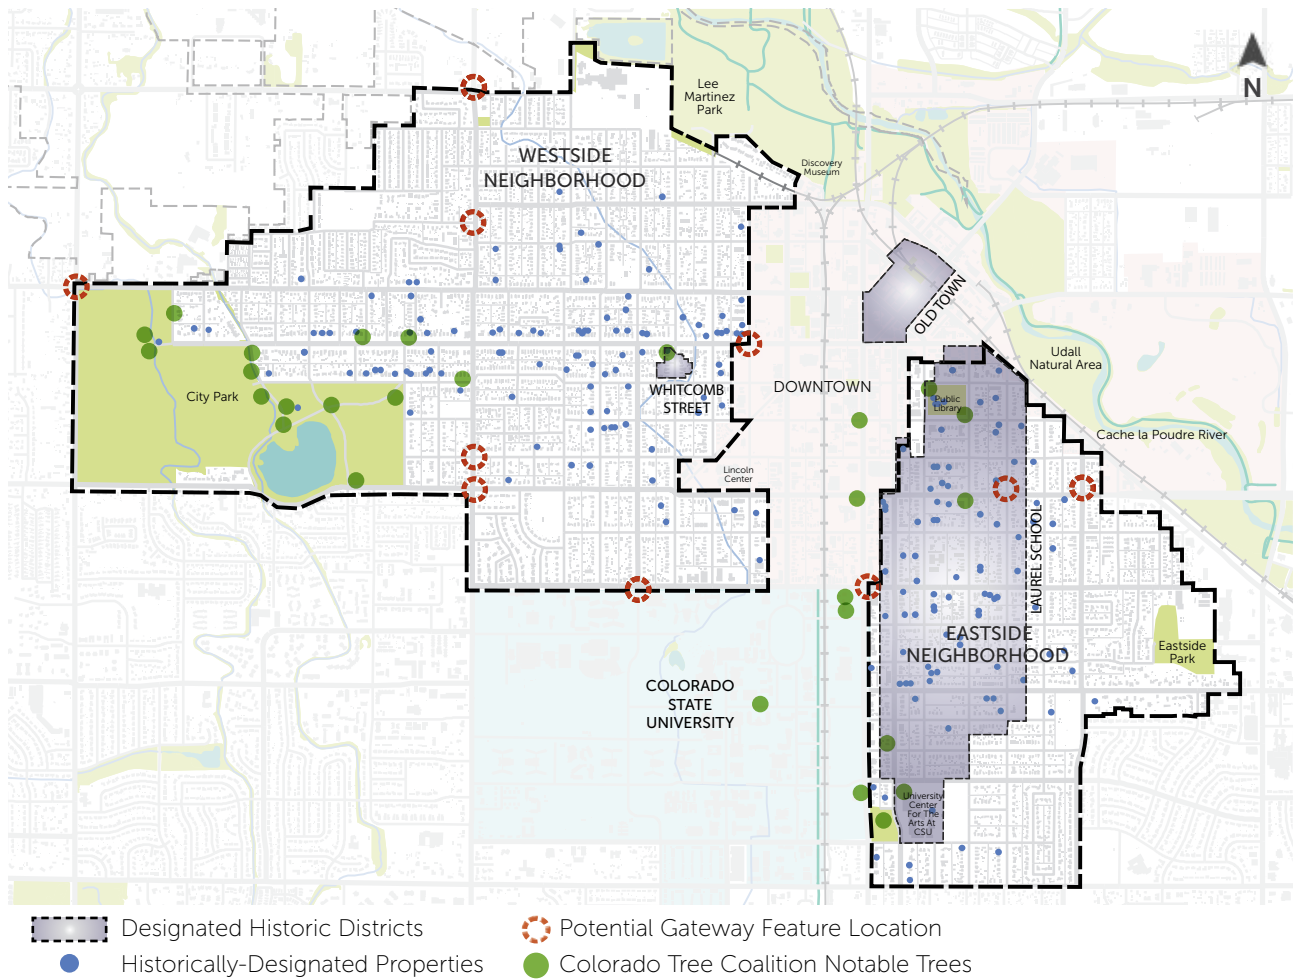 N
Lee
Martinez
Park
WESTSIDE
NEIGHBORHOOD
Discovery
Museum
OLD TOWN
Udall
Natural Area
City Park
WHITCOMB
STREET
DOWNTOWN
Public
Library
Cache la Poudre River
Lincoln
Center
LAUREL SCHOOL
EASTSIDE
NEIGHBORHOOD
Eastside
Park
COLORADO
STATE
UNIVERSITY
University
Center
For The
Arts At
CSU
Designated Historic Districts
Potential Gateway Feature Location
Historically-Designated Properties
Colorado Tree Coalition Notable Trees